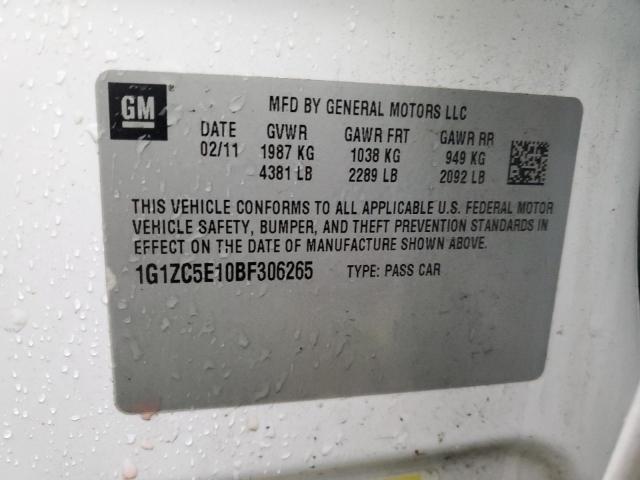 GM
MFD BY GENERAL MOTORS LLC
DATE GVWR GAWR FRT GAWR RR
02/11 1987 KG 1038 KG 949 KG
4381 LB 2289 LB 2092 LB
THIS VEHICLE CONFORMS TO ALL APPLICABLE U.S. FEDERAL MOTOR
VEHICLE SAFETY, BUMPER, AND THEFT PREVENTION STANDARDS IN
EFFECT ON THE DATE OF MANUFACTURE SHOWN ABOVE.
1G1ZC5E10BF306265 TYPE: PASS CAR